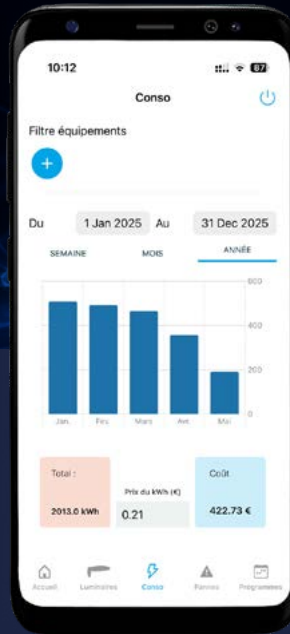 10:12
67
Conso
Filtre équipements
+
Du 1 Jan 2025 Au 31 Dec 2025
SEMAINE MOIS ANNÉE
600
400
200
0
Jan. Fev. Mars Avr. Mai
Total : Prix du kWh (€) Coût
2013.0 kWh 0.21 422.73 €
Accueil Luminaires Conso Pannes Programmes